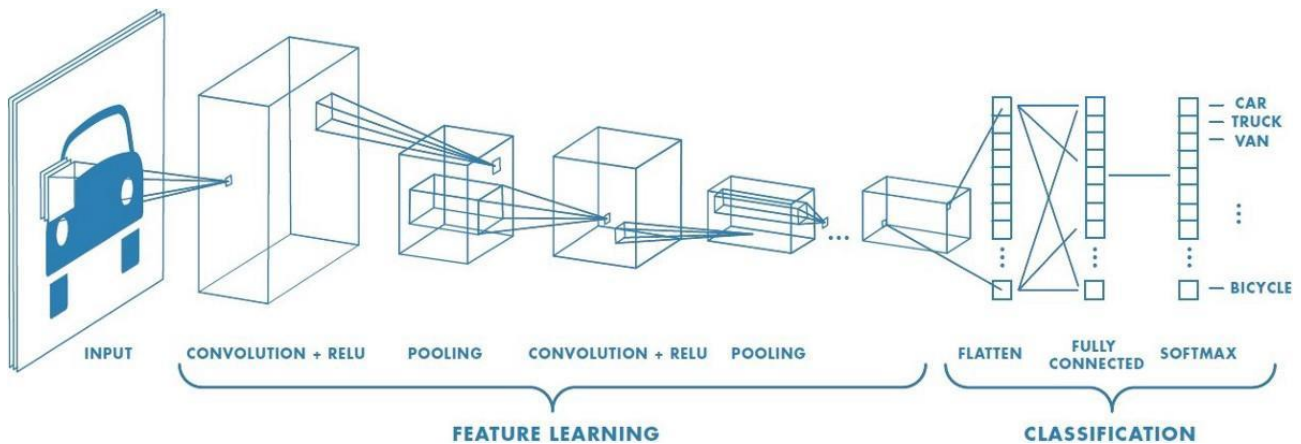 CAR
TRUCK
VAN
BICYCLE
INPUT
CONVOLUTION + RELU
POOLING
CONVOLUTION + RELU
POOLING
FLATTEN
FULLY
CONNECTED
SOFTMAX
FEATURE LEARNING
CLASSIFICATION